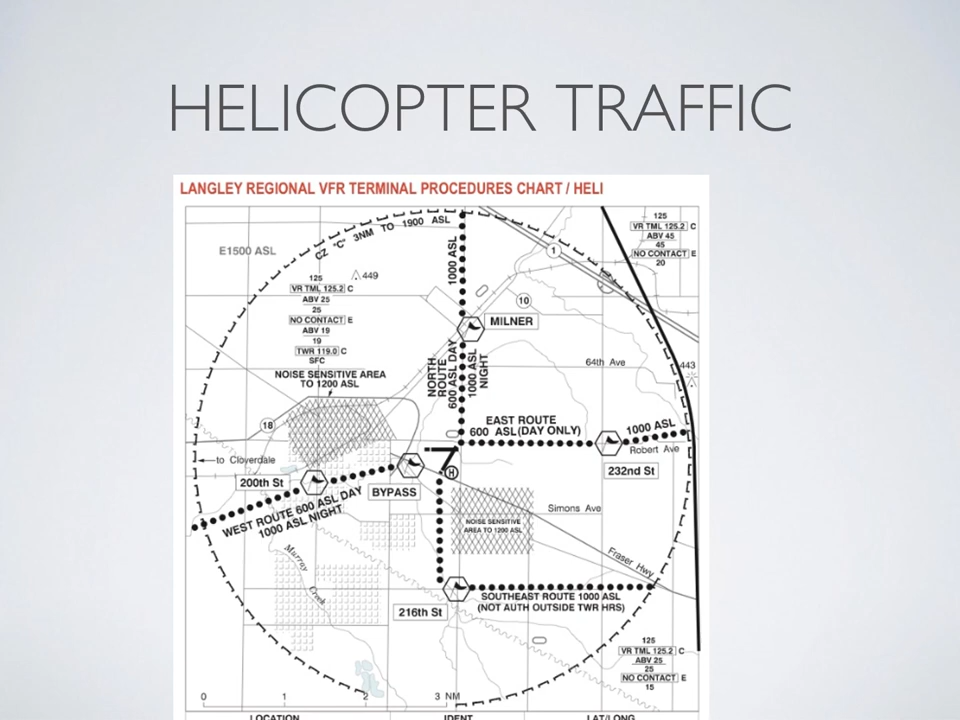 HELICOPTER TRAFFIC
LANGLEY REGIONAL VFR TERMINAL PROCEDURES CHART / HELI
CZ "C" 3NM TO 1900 ASL
E1500 ASL
1000 ASL
125
VR TML 125.2 C
ABV 45
45
NO CONTACT E
20
1
449
125
VR TML 125.2 C
ABV 25
25
NO CONTACT E
ABV 19
19
TWR 119.0 C
SFC
10
MILNER
NORTH
ROUTE
600 ASL DAY
1000 ASL
NIGHT
64th Ave
443
NOISE SENSITIVE AREA
TO 1200 ASL
18
EAST ROUTE
600 ASL (DAY ONLY)
1000 ASL
Robert Ave
to Cloverdale
232nd St
H
200th St
BYPASS
WEST ROUTE 600 ASL DAY
1000 ASL NIGHT
NOISE SENSITIVE
AREA TO 1200 ASL
Simons Ave
Fraser Hwy
Murray
Creek
SOUTHEAST ROUTE 1000 ASL
(NOT AUTH OUTSIDE TWR HRS)
216th St
125
VR TML 125.2 C
ABV 25
25
NO CONTACT E
15
0 1 2 3 NM
LOCATION IDENT LAT/LONG